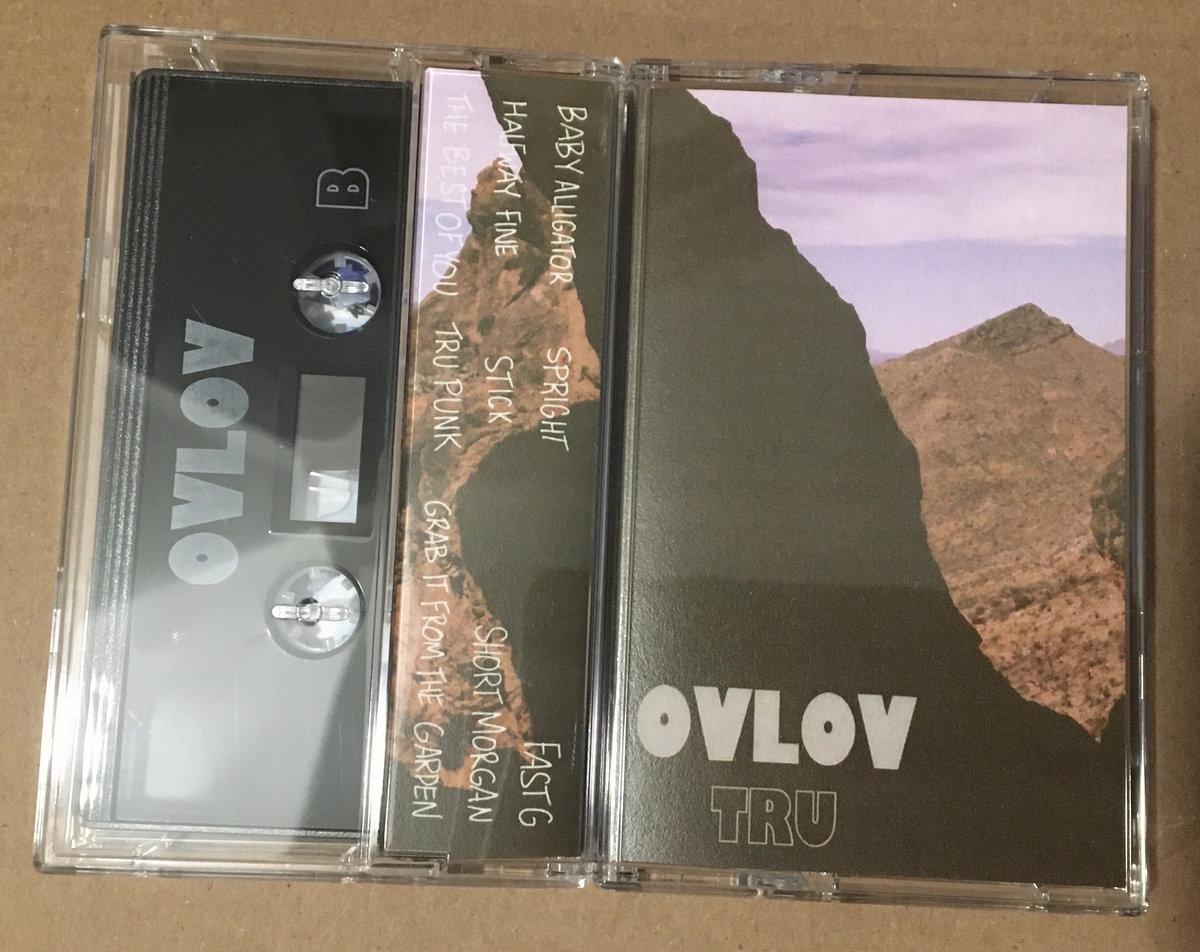 B
OVLOV
BABY ALLIGATOR SPRIGHT FAST G
HALFWAY FINE STICK SHORT MORGAN
THE BEST OF YOU TRU PUNK GRAB IT FROM THE GARDEN
OVLOV
TRU